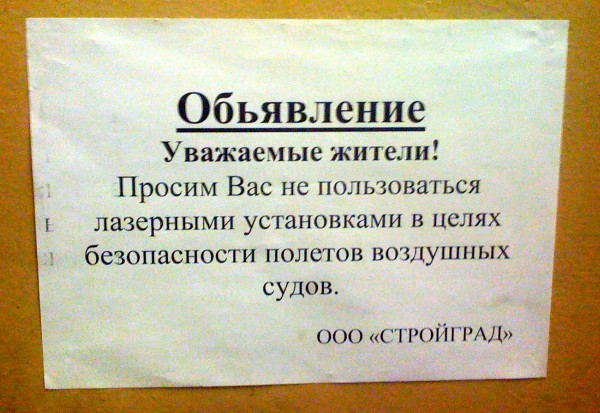 Обьявление
Уважаемые жители!
Просим Вас не пользоваться
лазерными установками в целях
безопасности полетов воздушных
судов.
ООО «СТРОЙГРАД»